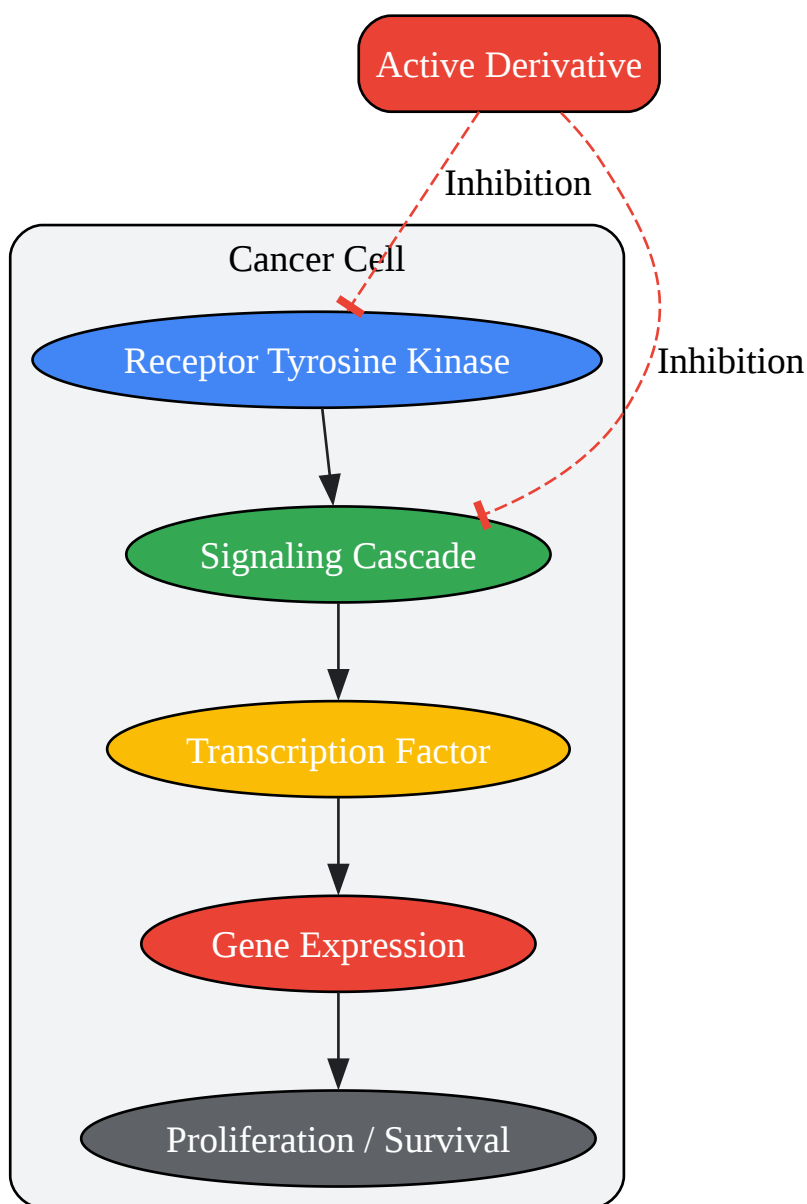 Active Derivative
Inhibition
Cancer Cell
Receptor Tyrosine Kinase
Inhibition
Signaling Cascade
Transcription Factor
Gene Expression
Proliferation / Survival